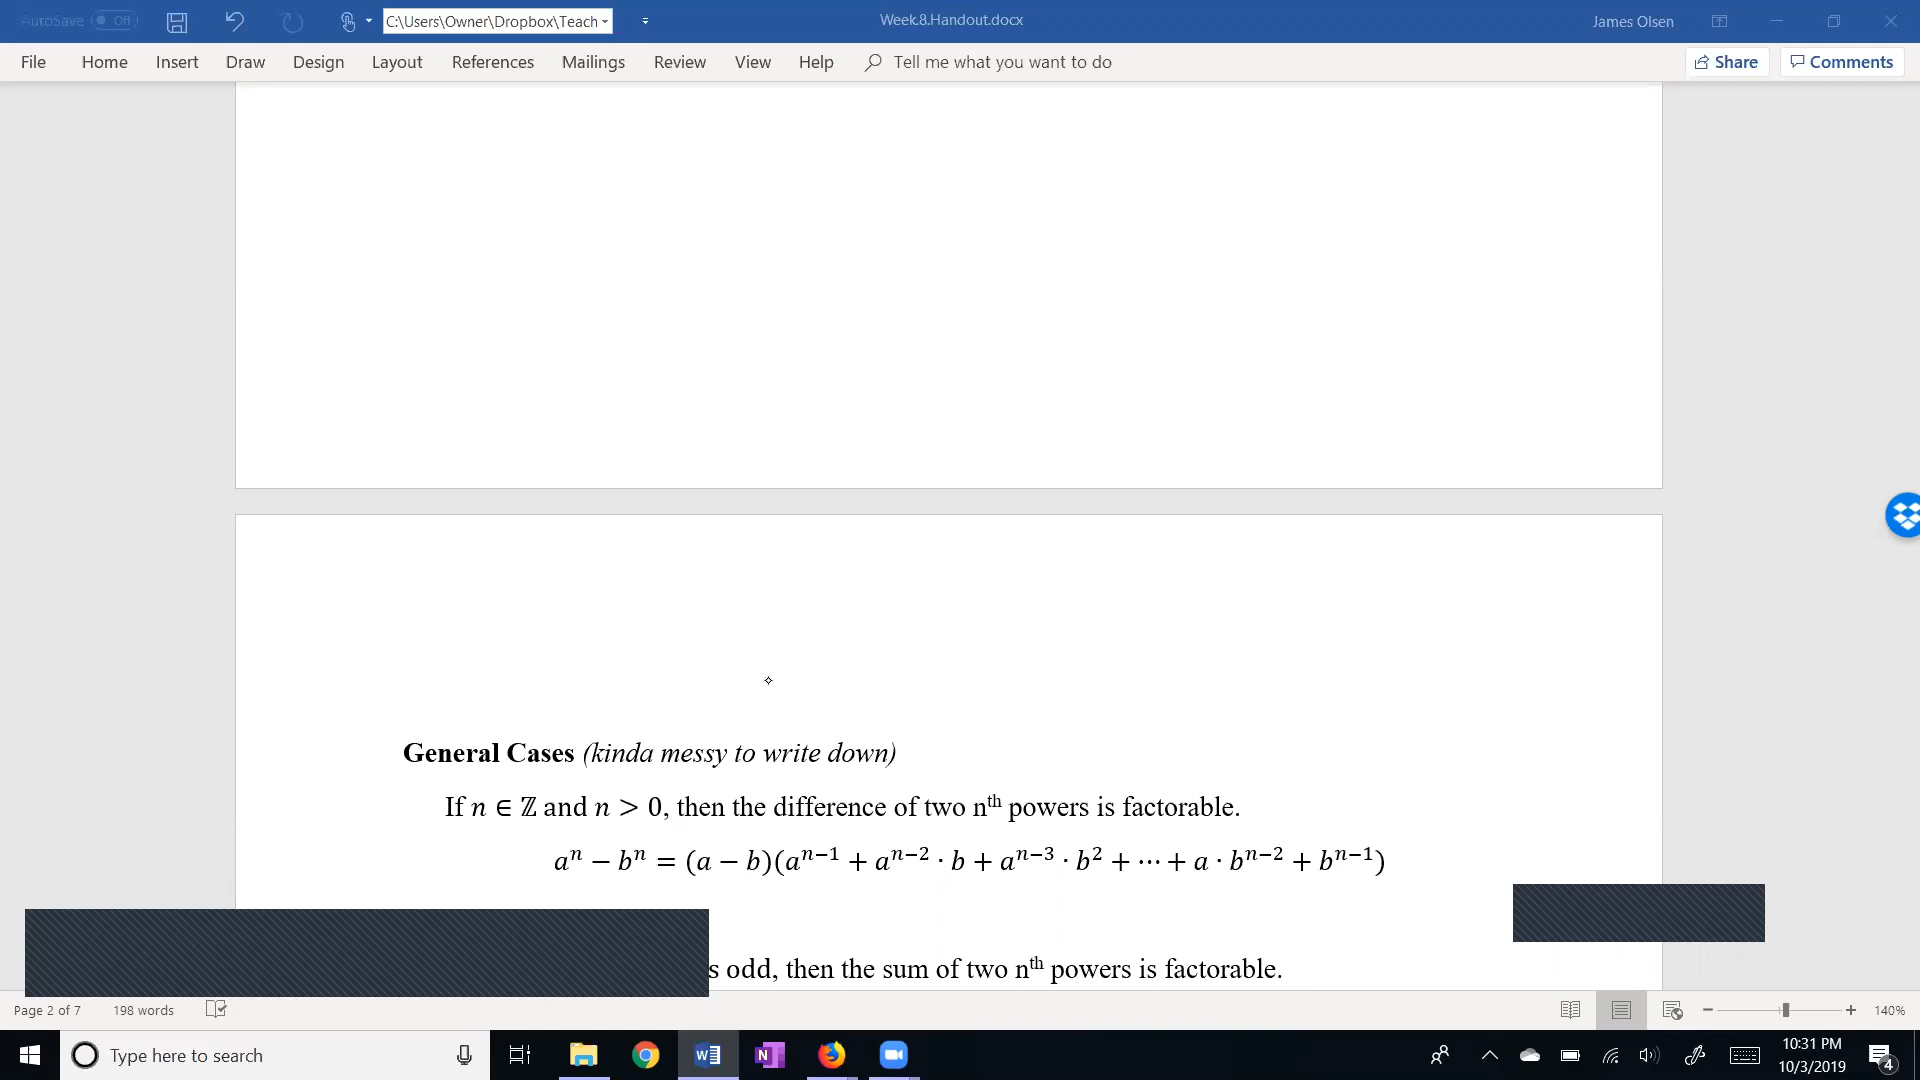 AutoSave Off C:\Users\Owner\Dropbox\Teach Week.8.Handout.docx James Olsen
File Home Insert Draw Design Layout References Mailings Review View Help Tell me what you want to do Share Comments
General Cases (kinda messy to write down)
If n ∈ ℤ and n > 0, then the difference of two nᵗʰ powers is factorable.
aⁿ − bⁿ = (a − b)(aⁿ⁻¹ + aⁿ⁻² · b + aⁿ⁻³ · b² + ⋯ + a · bⁿ⁻² + bⁿ⁻¹)
s odd, then the sum of two nᵗʰ powers is factorable.
Page 2 of 7 198 words 140%
Type here to search 10:31 PM
10/3/2019 4